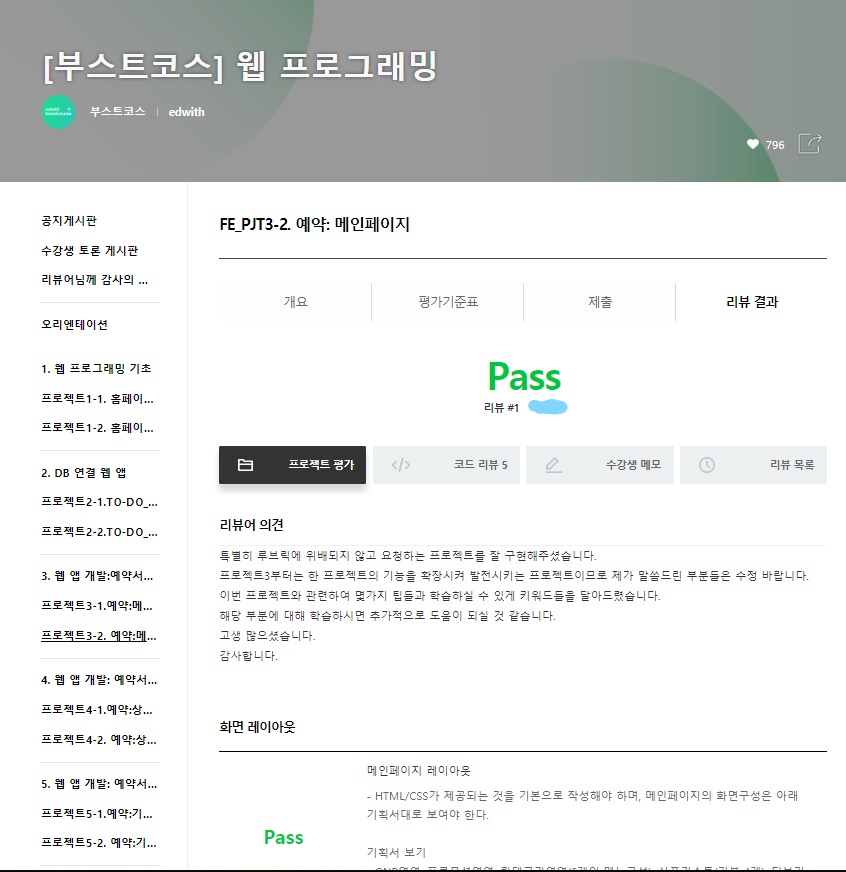 [부스트코스] 웹 프로그래밍
부스트코스 | edwith
796
공지게시판
수강생 토론 게시판
리뷰어님께 감사의 ...
오리엔테이션
1. 웹 프로그래밍 기초
프로젝트1-1. 홈페이...
프로젝트1-2. 홈페이...
2. DB 연결 웹 앱
프로젝트2-1.TO-DO_...
프로젝트2-2.TO-DO_...
3. 웹 앱 개발:예약서...
프로젝트3-1.예약:메...
프로젝트3-2. 예약:메...
4. 웹 앱 개발: 예약서...
프로젝트4-1.예약:상...
프로젝트4-2. 예약:상...
5. 웹 앱 개발: 예약서...
프로젝트5-1.예약:기...
프로젝트5-2. 예약:기...
FE_PJT3-2. 예약: 메인페이지
개요 평가기준표 제출 리뷰 결과
Pass
리뷰 #1
프로젝트 평가 코드 리뷰 5 수강생 메모 리뷰 목록
리뷰어 의견
특별히 루브릭에 위배되지 않고 요청하는 프로젝트를 잘 구현해주셨습니다.
프로젝트3부터는 한 프로젝트의 기능을 확장시켜 발전시키는 프로젝트이므로 제가 말씀드린 부분들은 수정 바랍니다.
이번 프로젝트와 관련하여 몇가지 팁들과 학습하실 수 있게 키워드들을 달아드렸습니다.
해당 부분에 대해 학습하시면 추가적으로 도움이 되실 것 같습니다.
고생 많으셨습니다.
감사합니다.
화면 레이아웃
Pass
메인페이지 레이아웃
- HTML/CSS가 제공되는 것을 기본으로 작성해야 하며, 메인페이지의 화면구성은 아래
기획서대로 보여야 한다.
기획서 보기